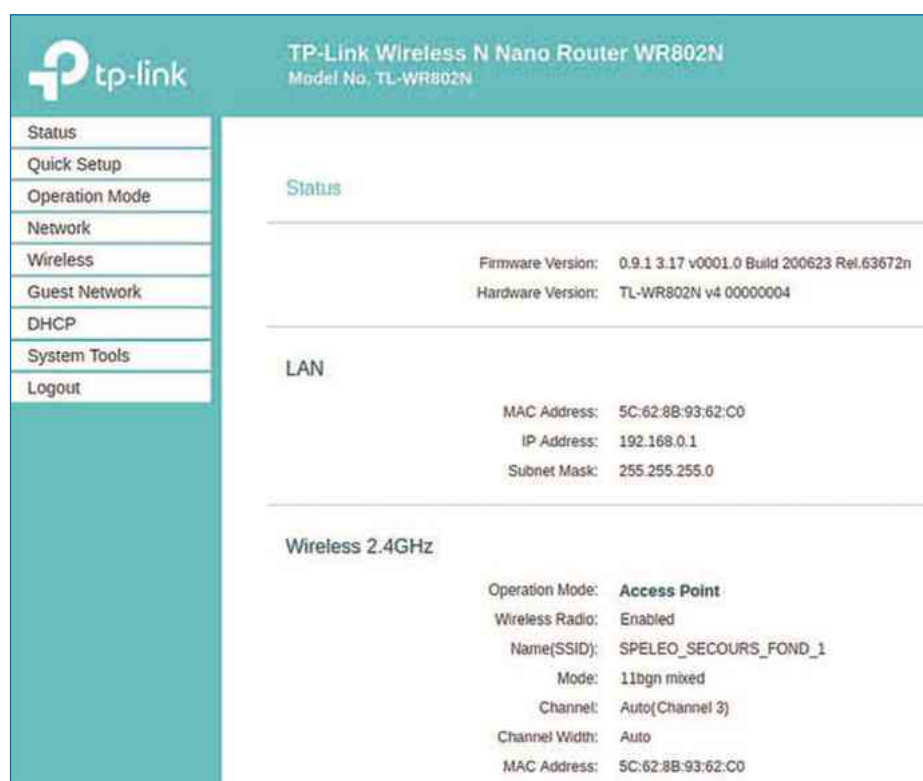 tp-link
TP-Link Wireless N Nano Router WR802N
Model No. TL-WR802N
Status
Quick Setup
Operation Mode
Network
Wireless
Guest Network
DHCP
System Tools
Logout
Status
Firmware Version: 0.9.1 3.17 v0001.0 Build 200623 Rel.63672n
Hardware Version: TL-WR802N v4 00000004
LAN
MAC Address: 5C:62:8B:93:62:C0
IP Address: 192.168.0.1
Subnet Mask: 255.255.255.0
Wireless 2.4GHz
Operation Mode: Access Point
Wireless Radio: Enabled
Name(SSID): SPELEO_SECOURS_FOND_1
Mode: 11bgn mixed
Channel: Auto(Channel 3)
Channel Width: Auto
MAC Address: 5C:62:8B:93:62:C0